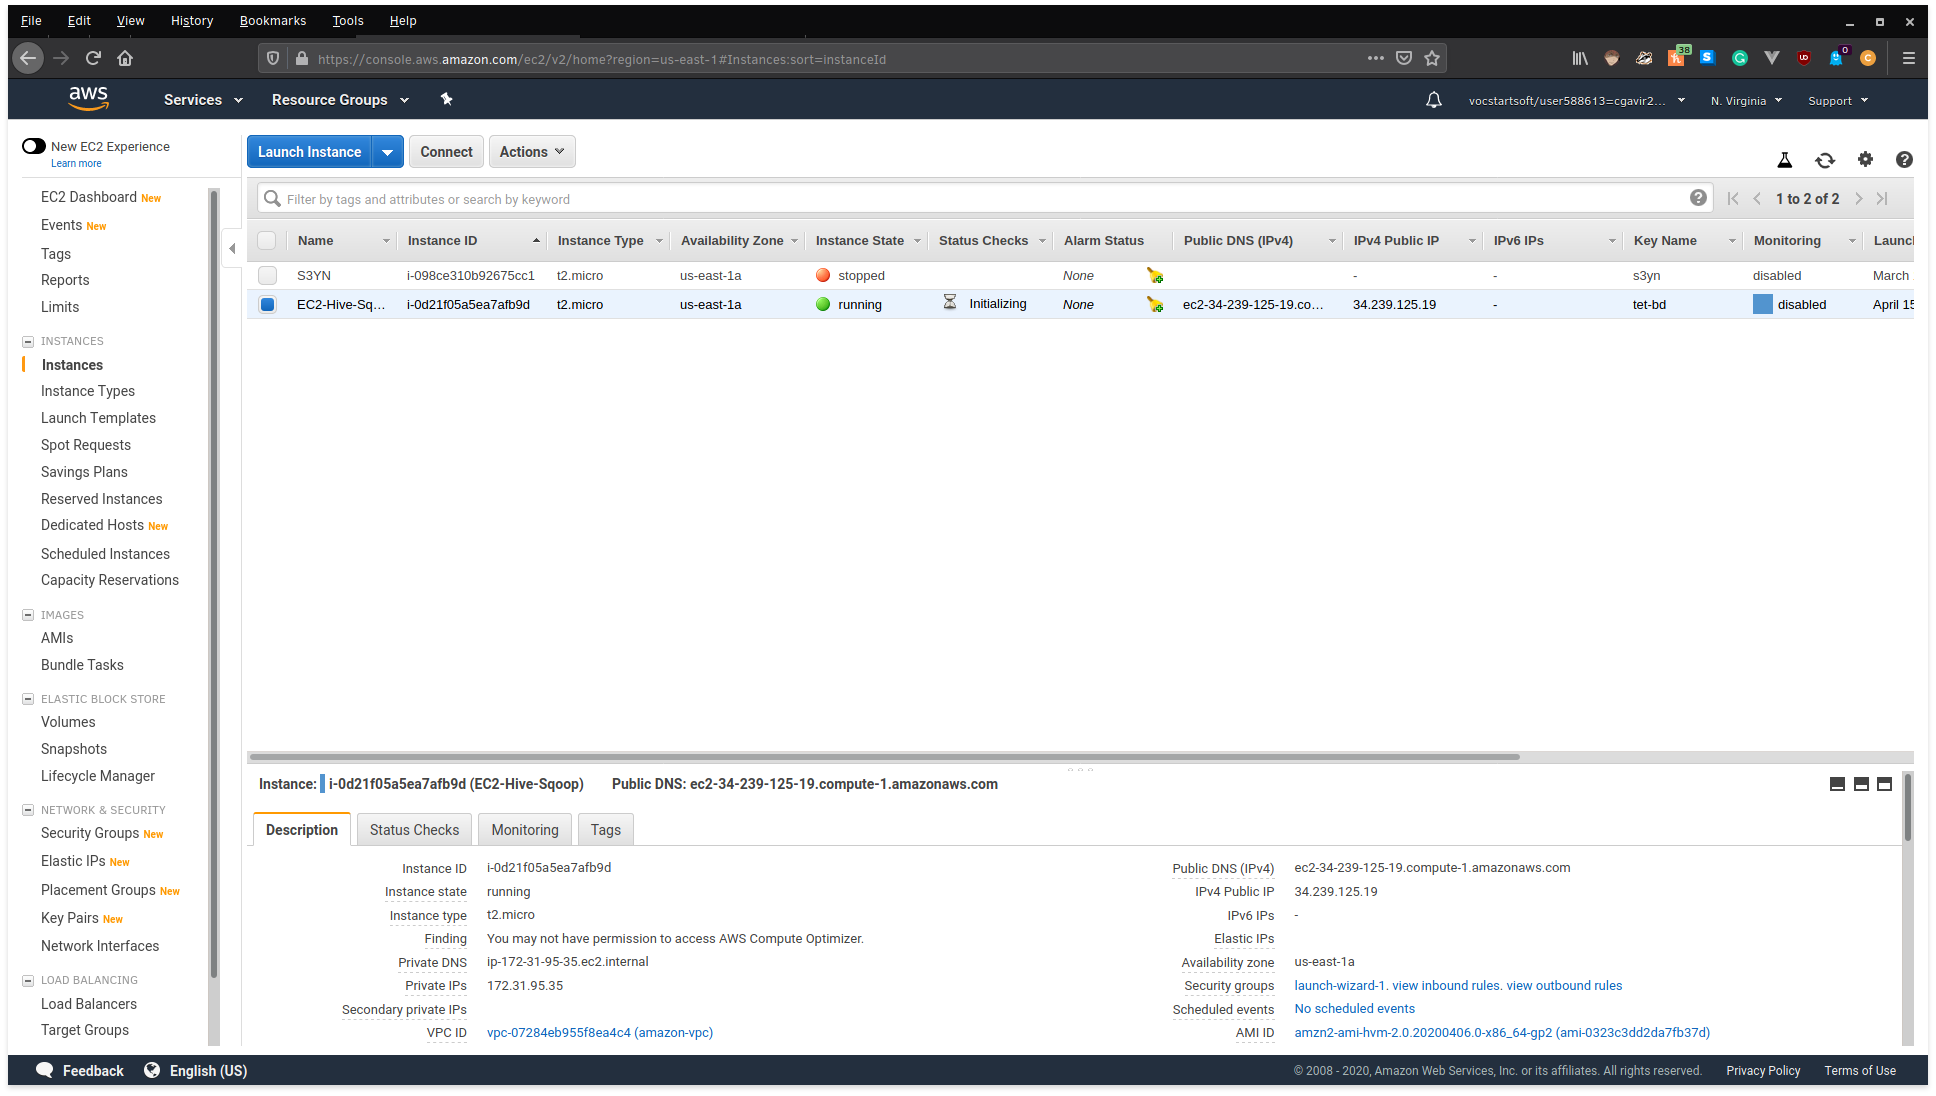 File Edit View History Bookmarks Tools Help
https://console.aws.amazon.com/ec2/v2/home?region=us-east-1#Instances:sort=instanceId
38
0
aws Services Resource Groups vocstartsoft/user588613=cgavir2... N. Virginia Support
New EC2 Experience
Learn more
Launch Instance Connect Actions
EC2 Dashboard New
Events New
Tags
Reports
Limits
INSTANCES
Instances
Instance Types
Launch Templates
Spot Requests
Savings Plans
Reserved Instances
Dedicated Hosts New
Scheduled Instances
Capacity Reservations
IMAGES
AMIs
Bundle Tasks
ELASTIC BLOCK STORE
Volumes
Snapshots
Lifecycle Manager
NETWORK & SECURITY
Security Groups New
Elastic IPs New
Placement Groups New
Key Pairs New
Network Interfaces
LOAD BALANCING
Load Balancers
Target Groups
Filter by tags and attributes or search by keyword
1 to 2 of 2
Name Instance ID Instance Type Availability Zone Instance State Status Checks Alarm Status Public DNS (IPv4) IPv4 Public IP IPv6 IPs Key Name Monitoring Launch
S3YN i-098ce310b92675cc1 t2.micro us-east-1a stopped None - - s3yn disabled March
EC2-Hive-Sq... i-0d21f05a5ea7afb9d t2.micro us-east-1a running Initializing None ec2-34-239-125-19.co... 34.239.125.19 - tet-bd disabled April 15
Instance: i-0d21f05a5ea7afb9d (EC2-Hive-Sqoop) Public DNS: ec2-34-239-125-19.compute-1.amazonaws.com
Description Status Checks Monitoring Tags
Instance ID i-0d21f05a5ea7afb9d Public DNS (IPv4) ec2-34-239-125-19.compute-1.amazonaws.com
Instance state running IPv4 Public IP 34.239.125.19
Instance type t2.micro IPv6 IPs -
Finding You may not have permission to access AWS Compute Optimizer. Elastic IPs
Private DNS ip-172-31-95-35.ec2.internal Availability zone us-east-1a
Private IPs 172.31.95.35 Security groups launch-wizard-1. view inbound rules. view outbound rules
Secondary private IPs Scheduled events No scheduled events
VPC ID vpc-07284eb955f8ea4c4 (amazon-vpc) AMI ID amzn2-ami-hvm-2.0.20200406.0-x86_64-gp2 (ami-0323c3dd2da7fb37d)
Feedback English (US) © 2008 - 2020, Amazon Web Services, Inc. or its affiliates. All rights reserved. Privacy Policy Terms of Use